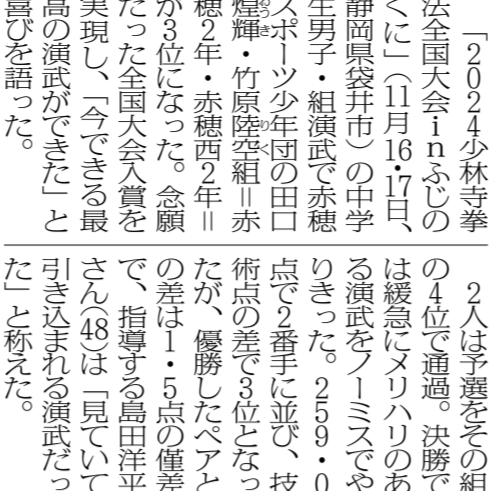 「2024少林寺拳
法全国大会inふじの
くに」(11月16・17日、
静岡県袋井市)の中学
生男子・組演武で赤穂
スポーツ少年団の田口
煌輝・竹原陸空組=赤
穂2年・赤穂西2年=
が3位になった。念願
だった全国大会入賞を
実現し、「今できる最
高の演武ができた」と
喜びを語った。
2人は予選をその組
の4位で通過。決勝で
は緩急にメリハリのあ
る演武をノーミスでや
りきった。259・0
点で2番手に並び、技
術点の差で3位となっ
たが、優勝したペアと
の差は1・5点の僅差
で、指導する島田洋平
さん(48)は「見ていて
引き込まれる演武だっ
た」と称えた。